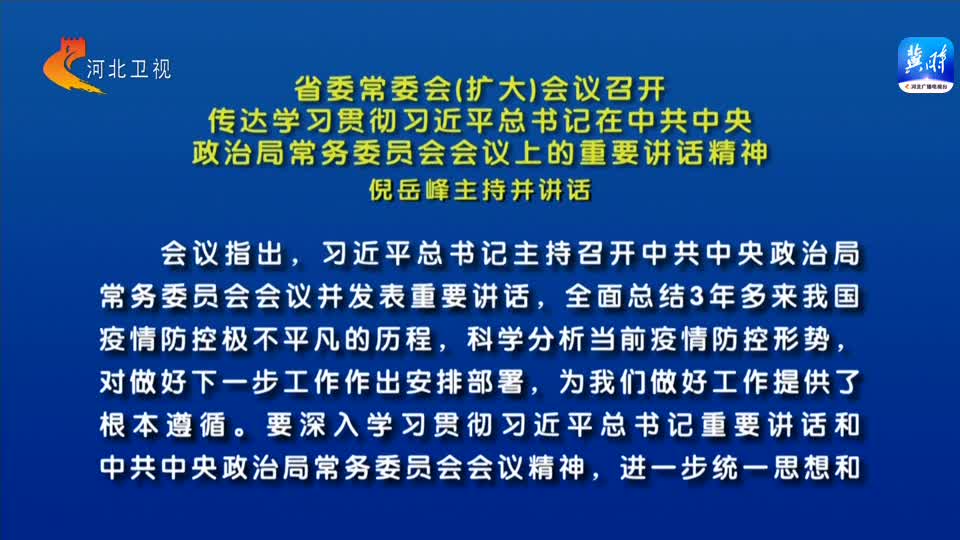 河北卫视
冀时
河北广播电视台
省委常委会(扩大)会议召开
传达学习贯彻习近平总书记在中共中央
政治局常务委员会会议上的重要讲话精神
倪岳峰主持并讲话
会议指出，习近平总书记主持召开中共中央政治局
常务委员会会议并发表重要讲话，全面总结3年多来我国
疫情防控极不平凡的历程，科学分析当前疫情防控形势，
对做好下一步工作作出安排部署，为我们做好工作提供了
根本遵循。要深入学习贯彻习近平总书记重要讲话和
中共中央政治局常务委员会会议精神，进一步统一思想和